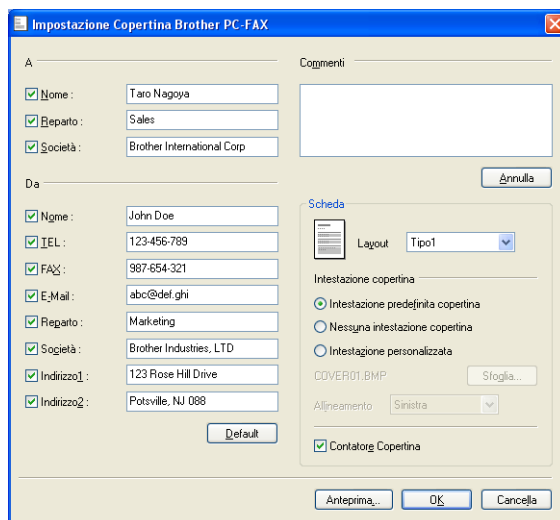 Impostazione Copertina Brother PC-FAX
A
Nome :
Taro Nagoya
Reparto :
Sales
Società :
Brother International Corp
Da
Nome :
John Doe
TEL :
123-456-789
FAX :
987-654-321
E-Mail :
abc@def.ghi
Reparto :
Marketing
Società :
Brother Industries, LTD
Indirizzo1 :
123 Rose Hill Drive
Indirizzo2 :
Potsville, NJ 088
Default
Commenti
Annulla
Scheda
Layout
Tipo1
Intestazione copertina
Intestazione predefinita copertina
Nessuna intestazione copertina
Intestazione personalizzata
COVER01.BMP
Sfoglia...
Allineamento
Sinistra
Contatore Copertina
Anteprima...
OK
Cancella